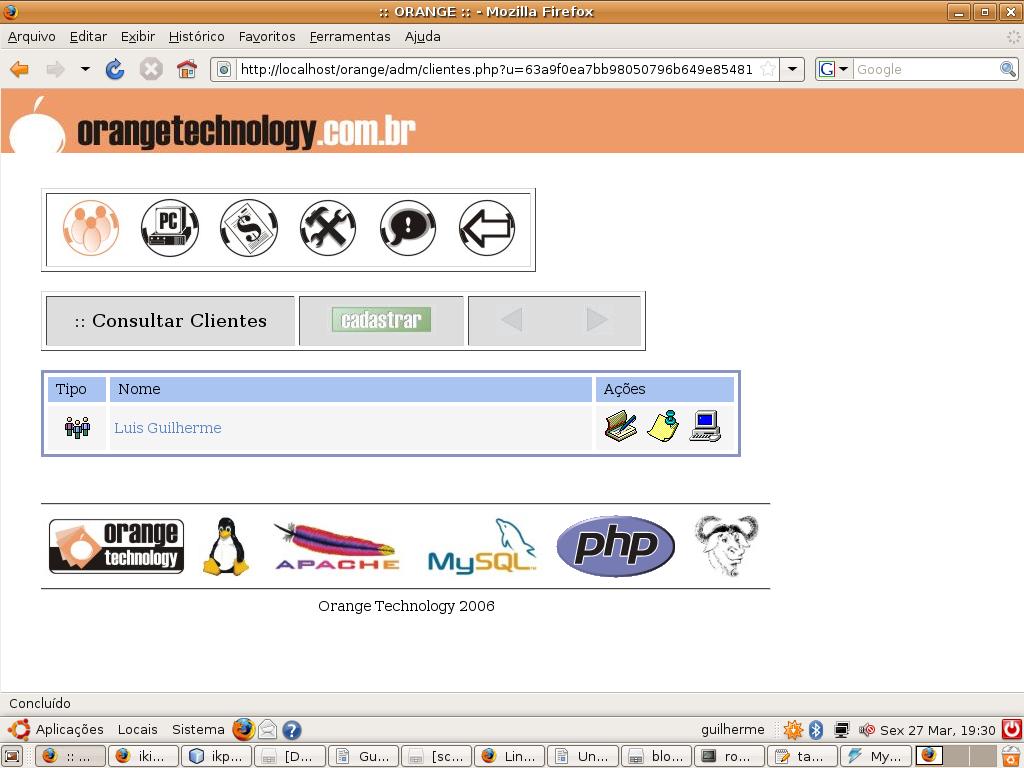 :: ORANGE :: - Mozilla Firefox
Arquivo Editar Exibir Histórico Favoritos Ferramentas Ajuda
http://localhost/orange/adm/clientes.php?u=63a9f0ea7bb98050796b649e85481 G Google
orangetechnology.com.br
PC $ !
:: Consultar Clientes cadastrar
Tipo Nome Ações
Luis Guilherme
orange technology APACHE MySQL php
Orange Technology 2006
Concluído
Aplicações Locais Sistema ? guilherme Sex 27 Mar, 19:30
:: ... iki... ikp... [D... Gu... [sc... Lin... Un... blo... ro... ta... My...